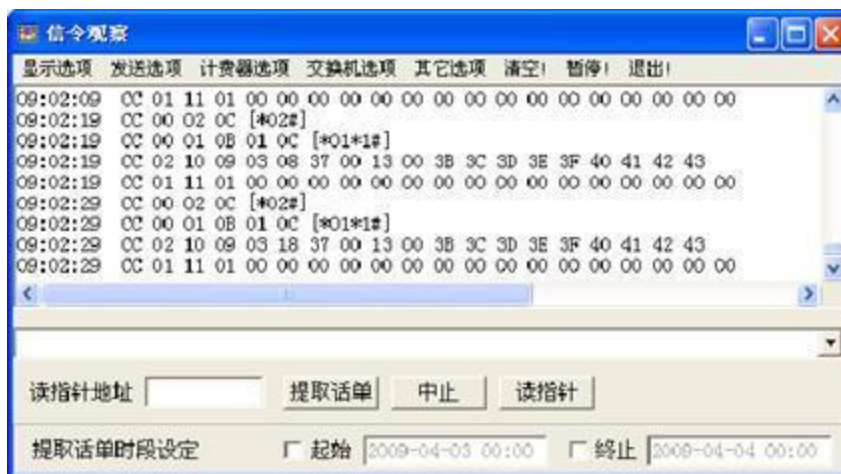 信令观察
显示选项 发送选项 计费器选项 交换机选项 其它选项 清空! 暂停! 退出!
09:02:09 CC 01 11 01 00 00 00 00 00 00 00 00 00 00 00 00 00 00 00 00
09:02:19 CC 00 02 0C [*02#]
09:02:19 CC 00 01 0B 01 0C [*01*1#]
09:02:19 CC 02 10 09 03 08 37 00 13 00 3B 3C 3D 3E 3F 40 41 42 43
09:02:19 CC 01 11 01 00 00 00 00 00 00 00 00 00 00 00 00 00 00 00 00
09:02:29 CC 00 02 0C [*02#]
09:02:29 CC 00 01 0B 01 0C [*01*1#]
09:02:29 CC 02 10 09 03 18 37 00 13 00 3B 3C 3D 3E 3F 40 41 42 43
09:02:29 CC 01 11 01 00 00 00 00 00 00 00 00 00 00 00 00 00 00 00 00
读指针地址 提取话单 中止 读指针
提取话单时段设定 起始 2009-04-03 00:00 终止 2009-04-04 00:00